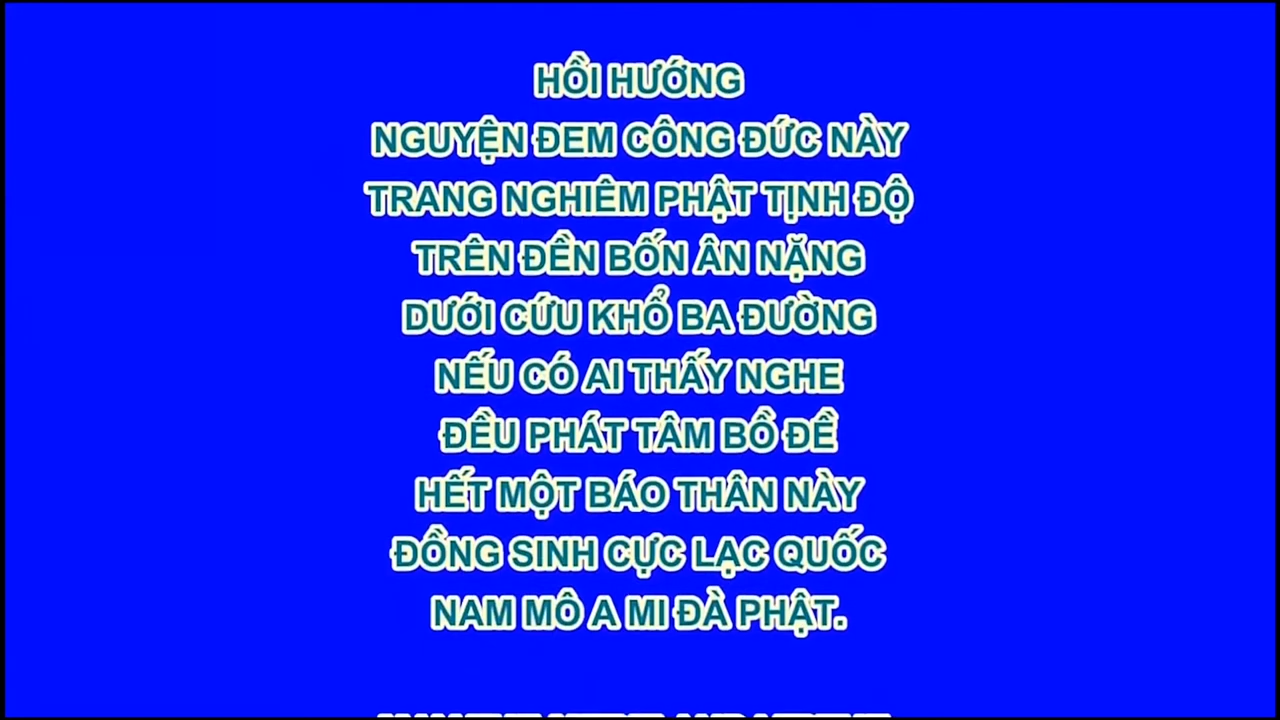 HỒI HƯỚNG
NGUYỆN ĐEM CÔNG ĐỨC NÀY
TRANG NGHIÊM PHẬT TỊNH ĐỘ
TRÊN ĐỀN BỐN ÂN NẶNG
DƯỚI CỨU KHỔ BA ĐƯỜNG
NẾU CÓ AI THẤY NGHE
ĐỀU PHÁT TÂM BỒ ĐỀ
HẾT MỘT BÁO THÂN NÀY
ĐỒNG SINH CỰC LẠC QUỐC
NAM MÔ A MI ĐÀ PHẬT.